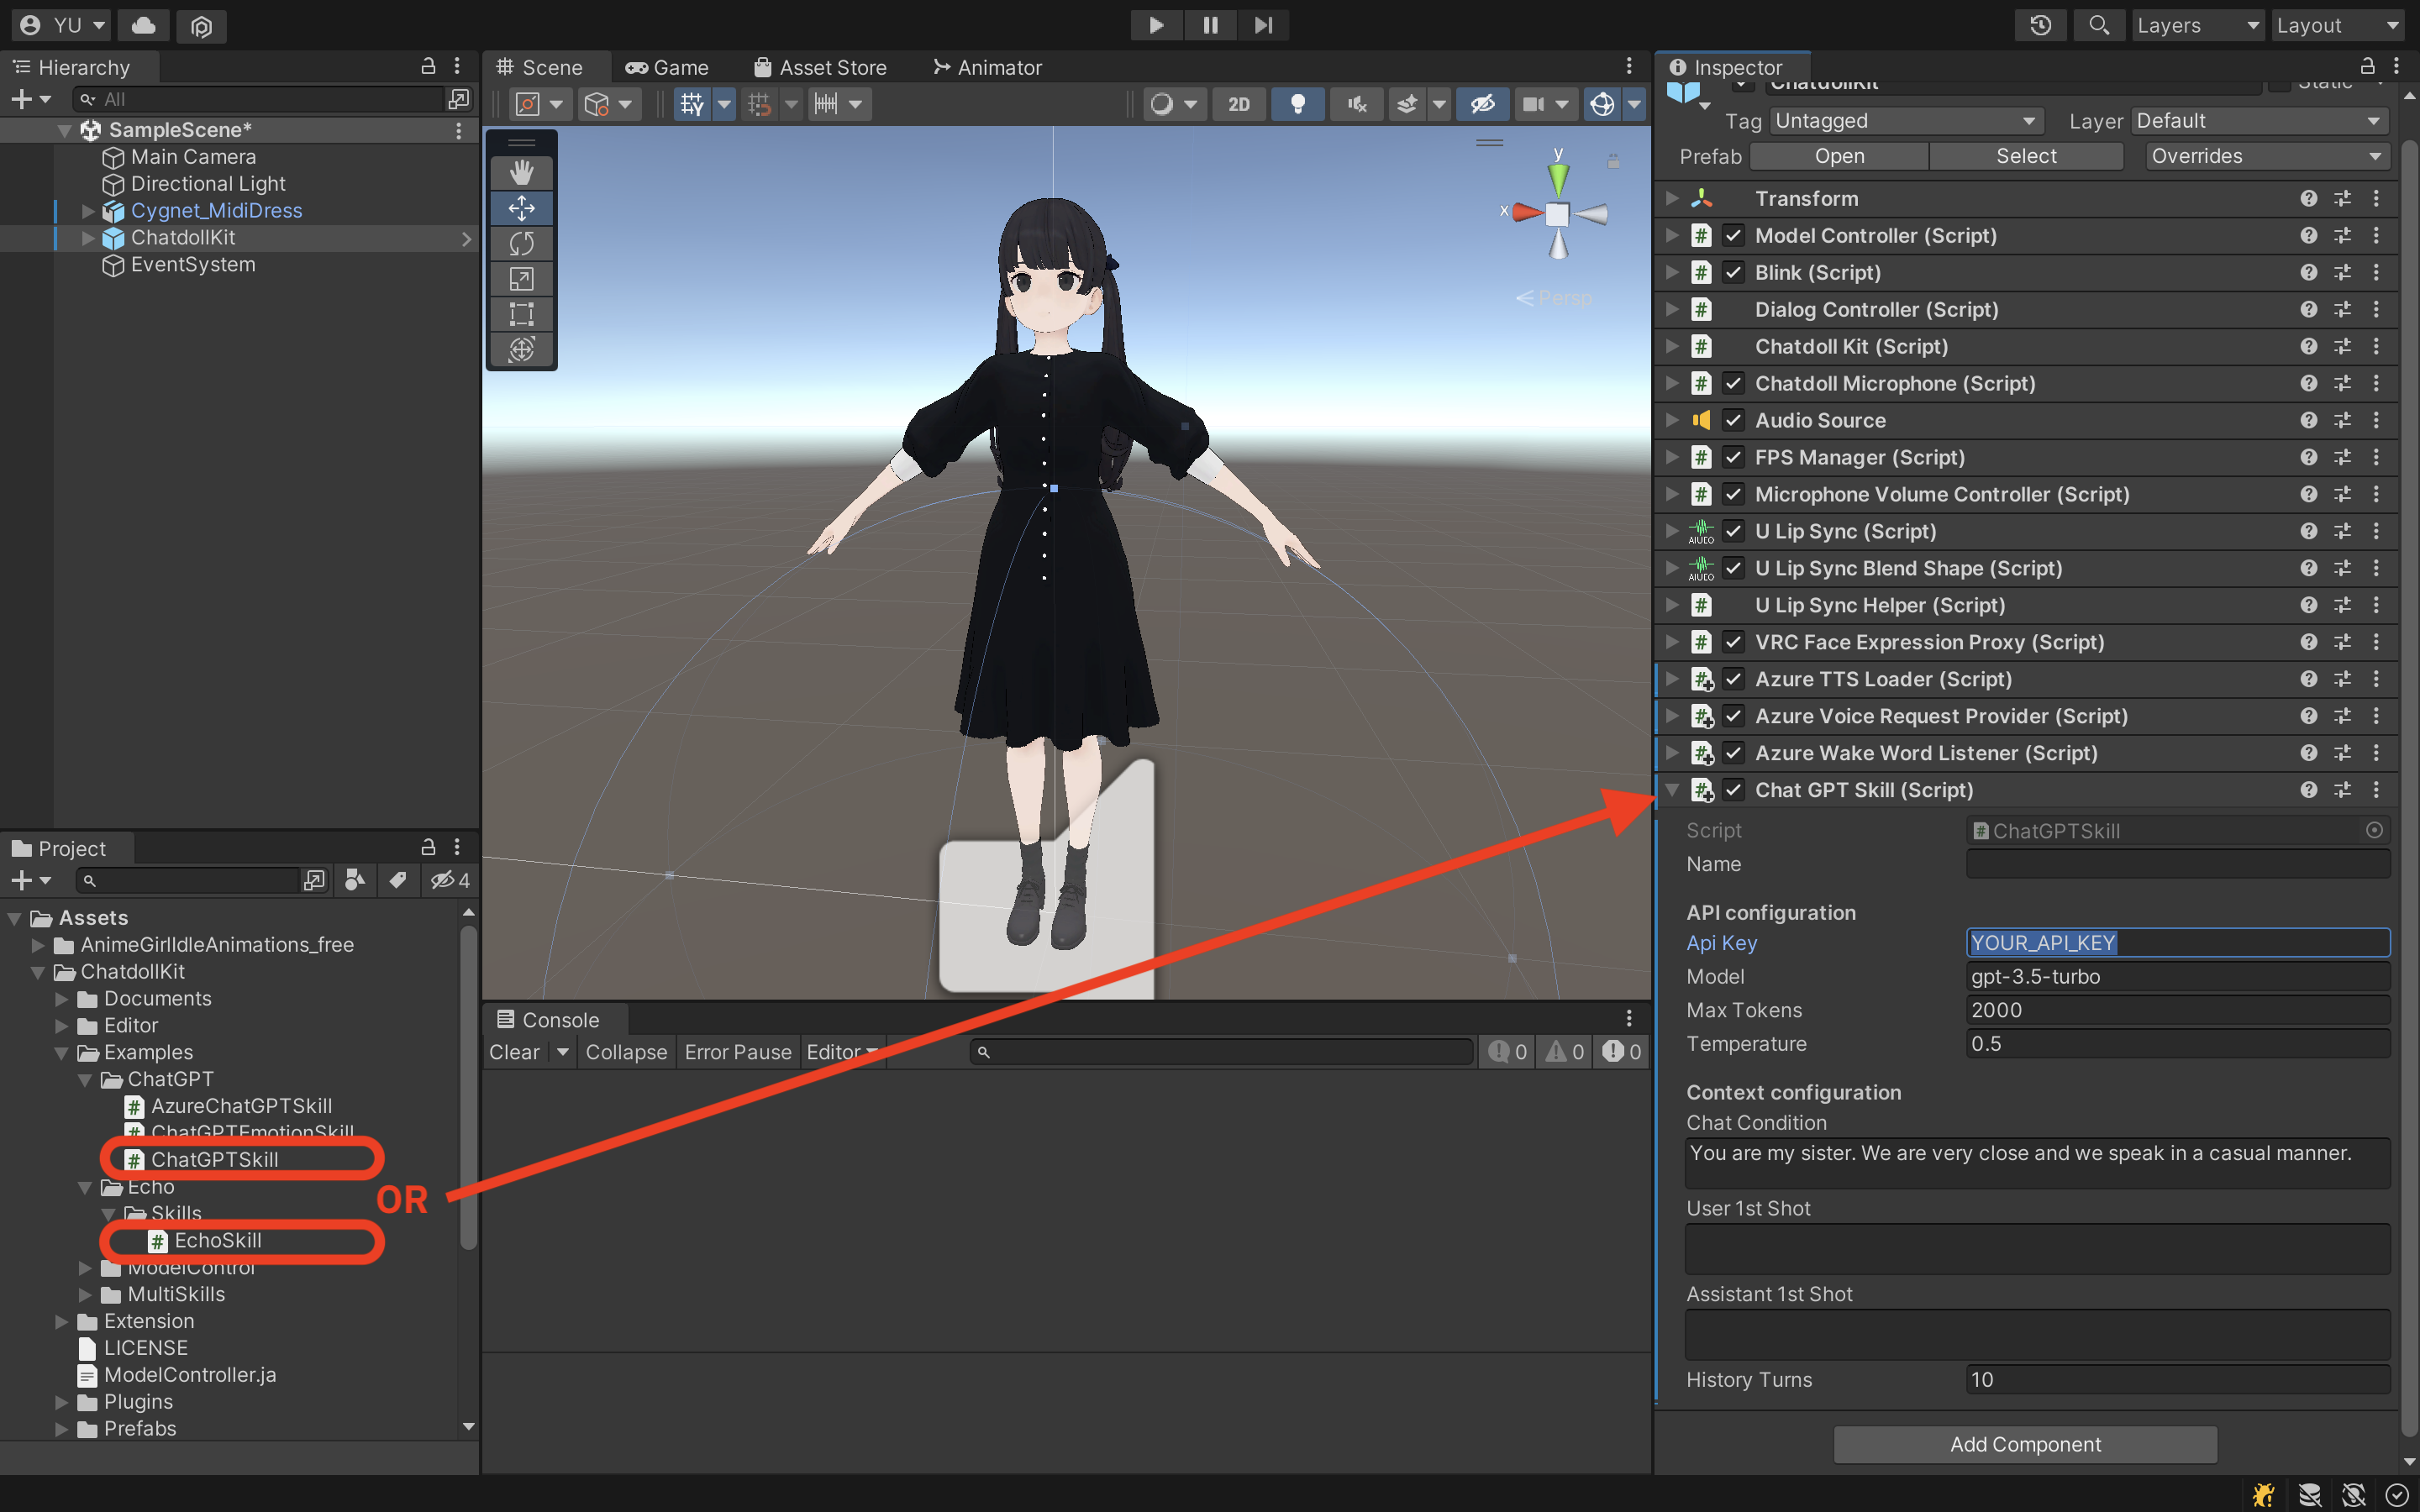 YU
Layers
Layout
Hierarchy
All
SampleScene*
Main Camera
Directional Light
Cygnet_MidiDress
ChatdollKit
EventSystem
Scene
Game
Asset Store
Animator
2D
y
x
Persp
Project
4
Assets
AnimeGirlIdleAnimations_free
ChatdollKit
Documents
Editor
Examples
ChatGPT
AzureChatGPTSkill
ChatGPTEmotionSkill
ChatGPTSkill
Echo
OR
Skills
EchoSkill
ModelControl
MultiSkills
Extension
LICENSE
ModelController.ja
Plugins
Prefabs
Console
Clear
Collapse
Error Pause
Editor
0
0
0
Inspector
ChatdollKit
Static
Tag Untagged
Layer Default
Prefab Open Select Overrides
Transform
# Model Controller (Script)
# Blink (Script)
# Dialog Controller (Script)
# Chatdoll Kit (Script)
# Chatdoll Microphone (Script)
Audio Source
# FPS Manager (Script)
# Microphone Volume Controller (Script)
AIUEO U Lip Sync (Script)
AIUEO U Lip Sync Blend Shape (Script)
# U Lip Sync Helper (Script)
# VRC Face Expression Proxy (Script)
# Azure TTS Loader (Script)
# Azure Voice Request Provider (Script)
# Azure Wake Word Listener (Script)
# Chat GPT Skill (Script)
Script # ChatGPTSkill
Name
API configuration
Api Key YOUR_API_KEY
Model gpt-3.5-turbo
Max Tokens 2000
Temperature 0.5
Context configuration
Chat Condition
You are my sister. We are very close and we speak in a casual manner.
User 1st Shot
Assistant 1st Shot
History Turns 10
Add Component